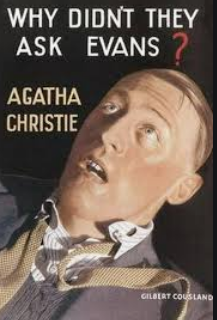 WHY DIDN'T THEY
ASK EVANS?
AGATHA
CHRISTIE
GILBERT COUSLAND